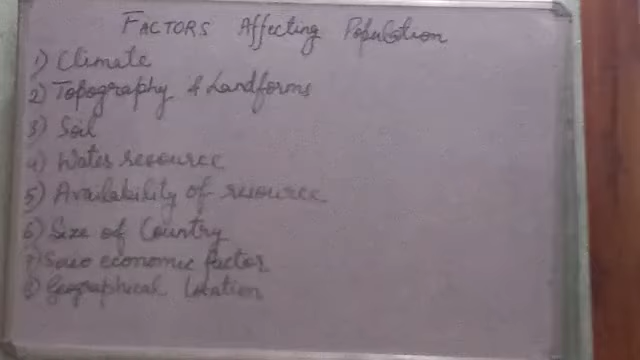 FACTORS Affecting Population
1) Climate
2) Topography & Landforms
3) Soil
4) Water resource
5) Availability of resource
6) Size of Country
7) Socio economic factor
8) Geographical Location